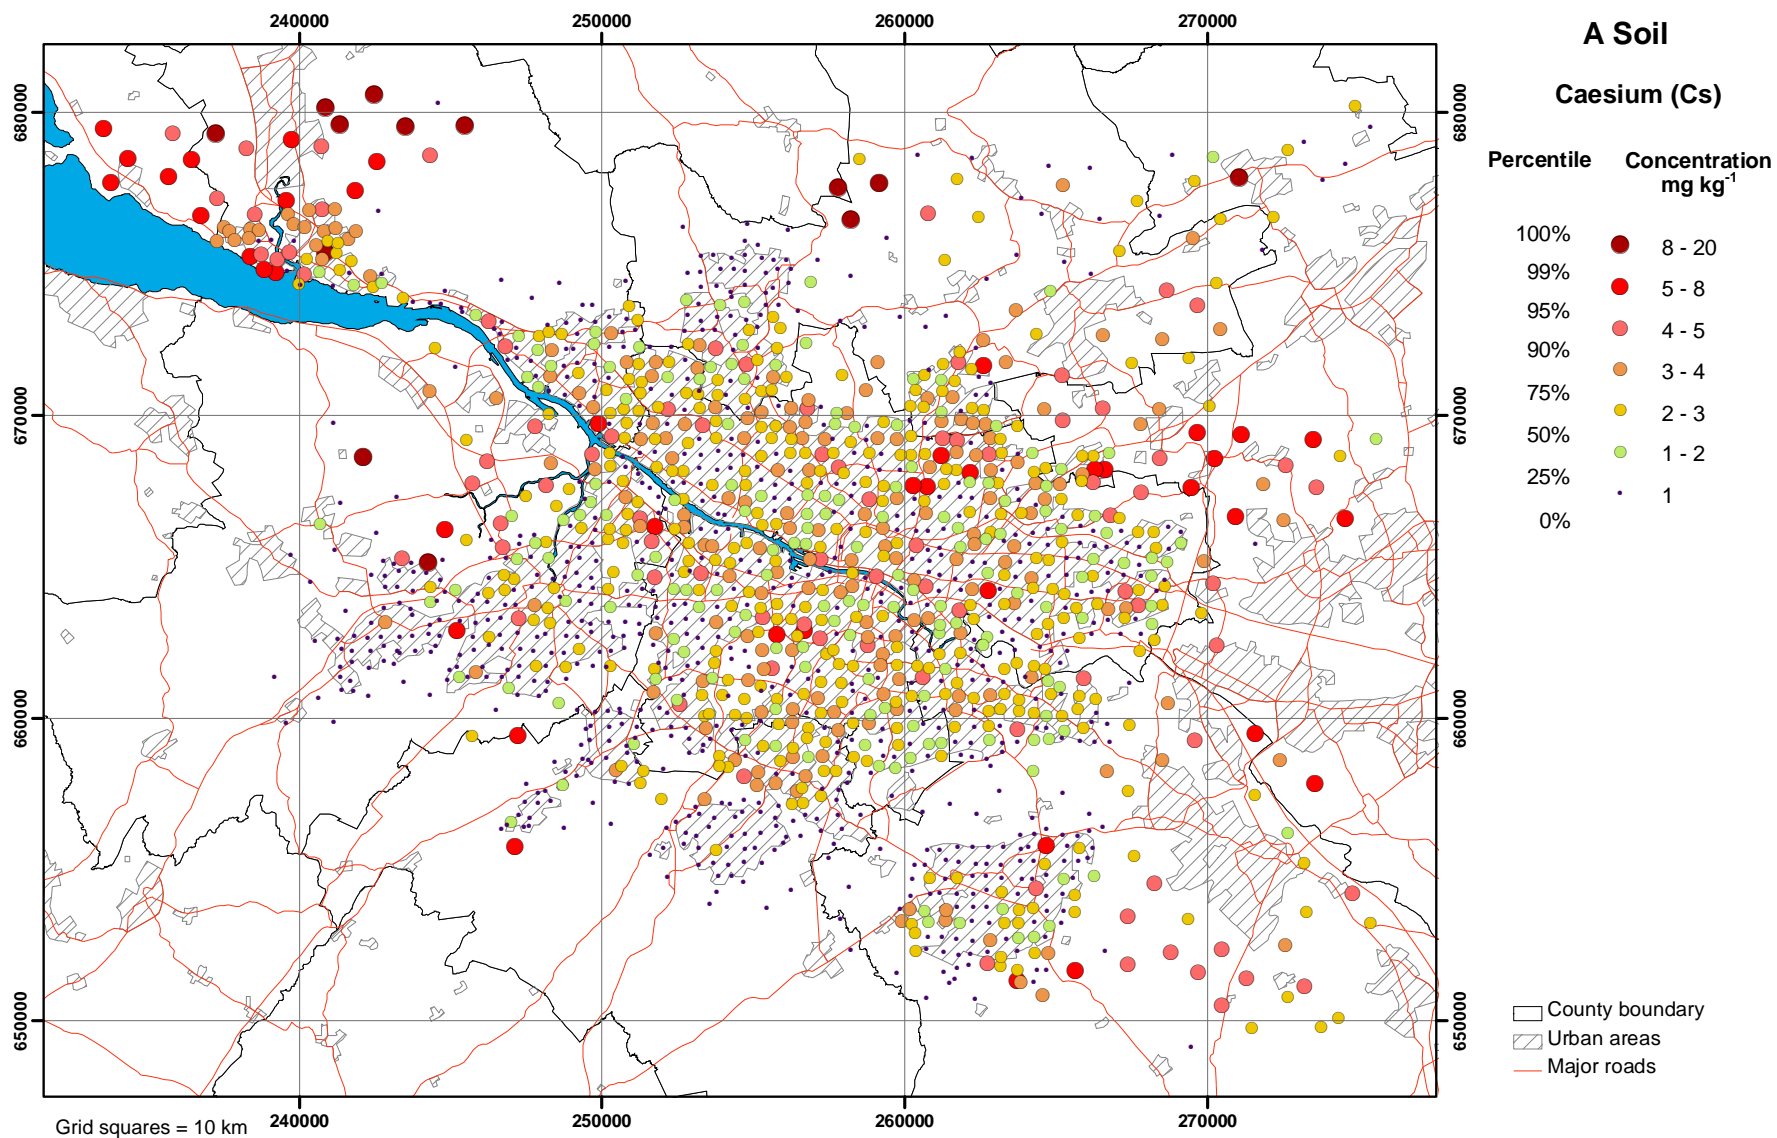 240000 250000 260000 270000
A Soil
Caesium (Cs)
680000 680000
Percentile Concentration
mg kg-1
100% 8 - 20
99% 5 - 8
95% 4 - 5
90% 3 - 4
75% 2 - 3
50% 1 - 2
25% 1
0%
670000 670000
660000 660000
650000 650000
County boundary
Urban areas
Major roads
240000 250000 260000 270000
Grid squares = 10 km